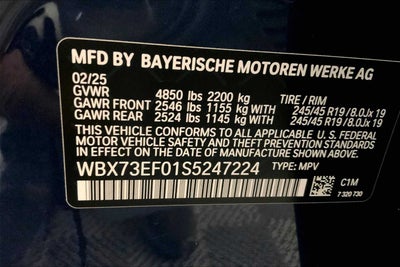 MFD BY BAYERISCHE MOTOREN WERKE AG
02/25
GVWR 4850 lbs 2200 kg TIRE / RIM
GAWR FRONT 2546 lbs 1155 kg WITH 245/45 R19 / 8.0Jx 19
GAWR REAR 2524 lbs 1145 kg WITH 245/45 R19 / 8.0Jx 19
THIS VEHICLE CONFORMS TO ALL APPLICABLE U. S. FEDERAL
MOTOR VEHICLE SAFETY, BUMPER, AND THEFT PREVENTION
STANDARDS IN EFFECT ON THE DATE OF MANUFACTURE SHOWN
ABOVE.
WBX73EF01S5247224 TYPE: MPV
C1M
7 320 730